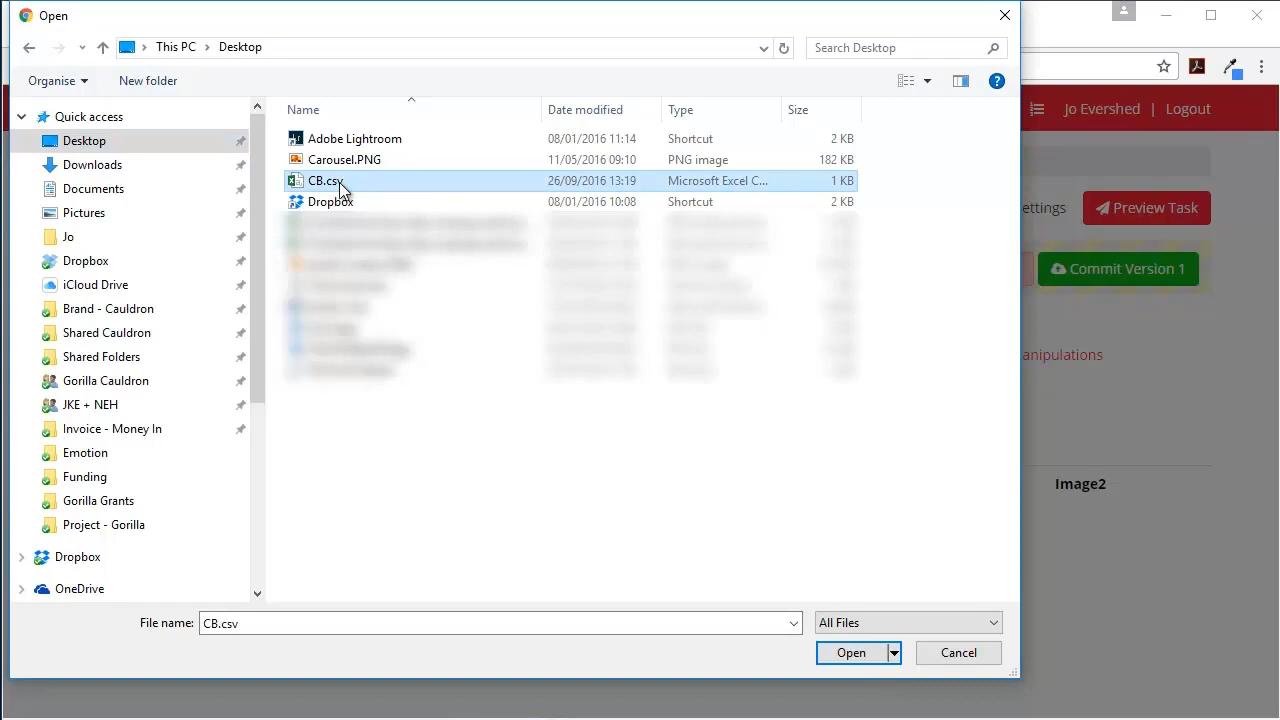 Open
This PC > Desktop
Search Desktop
Organise
New folder
Name Date modified Type Size
Quick access
Desktop
Downloads
Documents
Pictures
Jo
Dropbox
iCloud Drive
Brand - Cauldron
Shared Cauldron
Shared Folders
Gorilla Cauldron
JKE + NEH
Invoice - Money In
Emotion
Funding
Gorilla Grants
Project - Gorilla
Dropbox
OneDrive
Adobe Lightroom 08/01/2016 11:14 Shortcut 2 KB
Carousel.PNG 11/05/2016 09:10 PNG image 182 KB
CB.csv 26/09/2016 13:19 Microsoft Excel C... 1 KB
Dropbox 08/01/2016 10:08 Shortcut 2 KB
File name: CB.csv All Files
Open Cancel
Jo Evershed | Logout
ettings Preview Task
Commit Version 1
anipulations
Image2